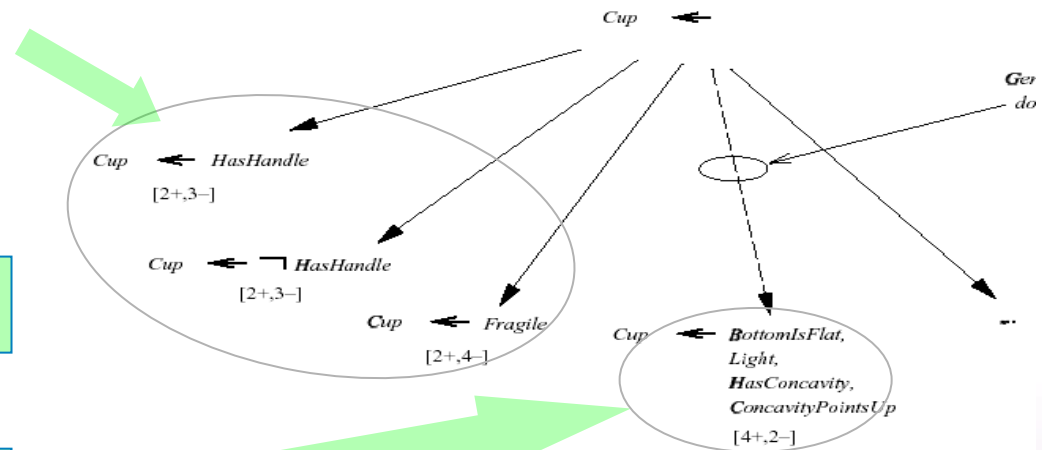 Cup ←
Cup ← HasHandle
[2+,3–]
Cup ← ¬ HasHandle
[2+,3–]
Cup ← Fragile
[2+,4–]
Cup ← BottomIsFlat,
Light,
HasConcavity,
ConcavityPointsUp
[4+,2–]